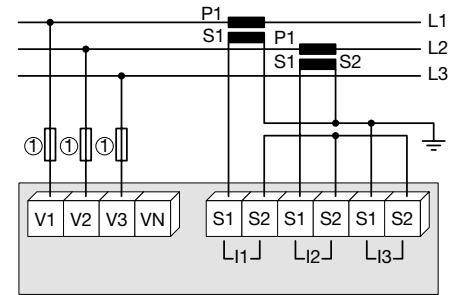 P1 L1
S1 P1 L2
S1 S2 L3
① ① ①
V1 V2 V3 VN S1 S2 S1 S2 S1 S2
I1 I2 I3